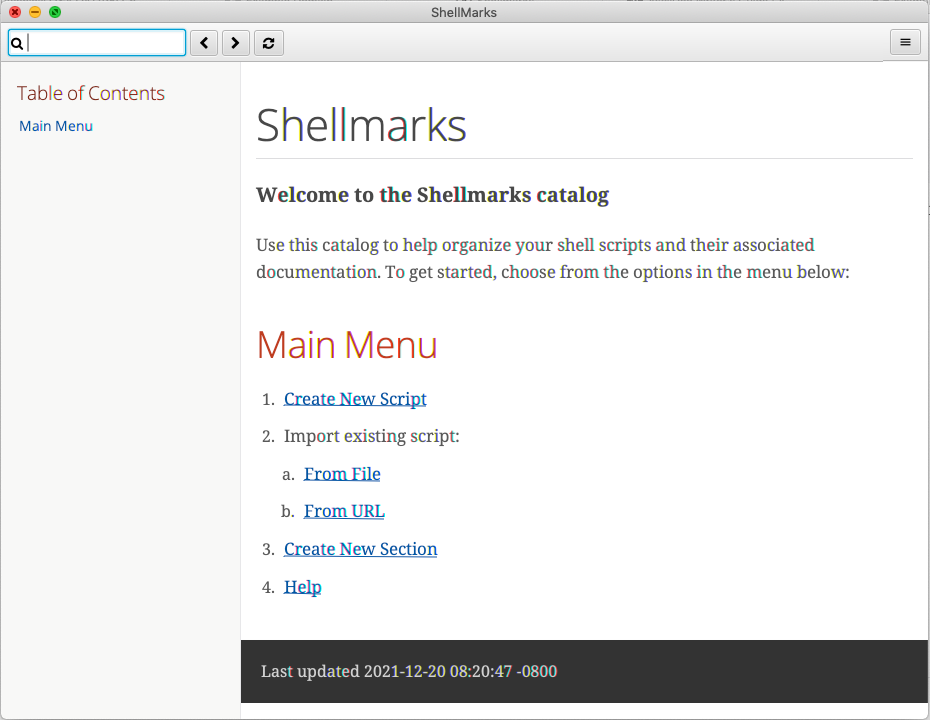 ShellMarks
Table of Contents
Main Menu
Shellmarks
Welcome to the Shellmarks catalog
Use this catalog to help organize your shell scripts and their associated
documentation. To get started, choose from the options in the menu below:
Main Menu
1. Create New Script
2. Import existing script:
a. From File
b. From URL
3. Create New Section
4. Help
Last updated 2021-12-20 08:20:47 -0800